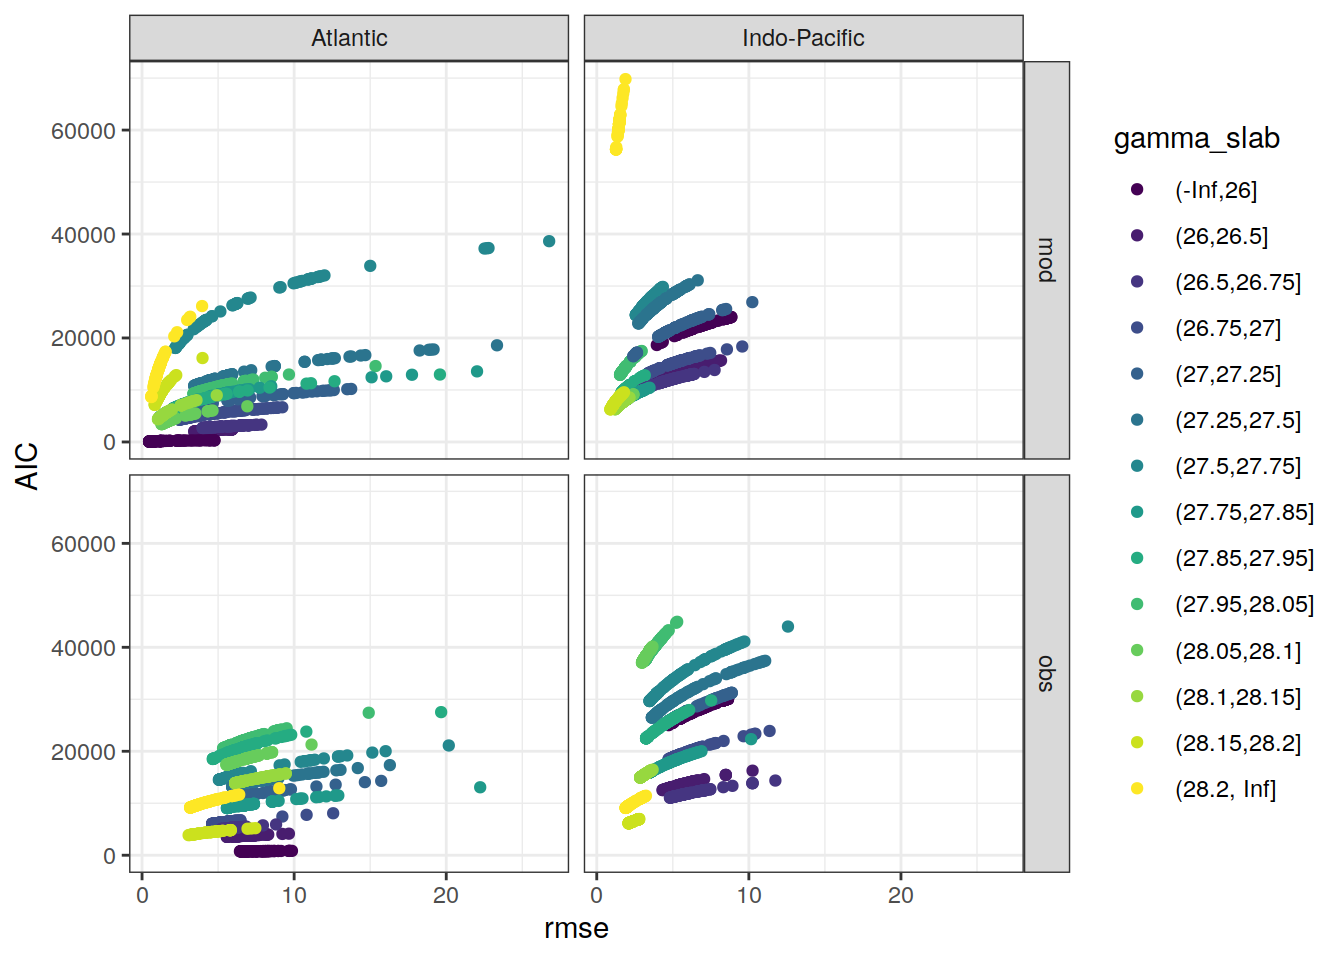 Atlantic
Indo-Pacific
60000
40000
20000
0
mod
60000
40000
20000
0
obs
0
10
20
0
10
20
rmse
AIC
gamma_slab
(-Inf,26]
(26,26.5]
(26.5,26.75]
(26.75,27]
(27,27.25]
(27.25,27.5]
(27.5,27.75]
(27.75,27.85]
(27.85,27.95]
(27.95,28.05]
(28.05,28.1]
(28.1,28.15]
(28.15,28.2]
(28.2, Inf]